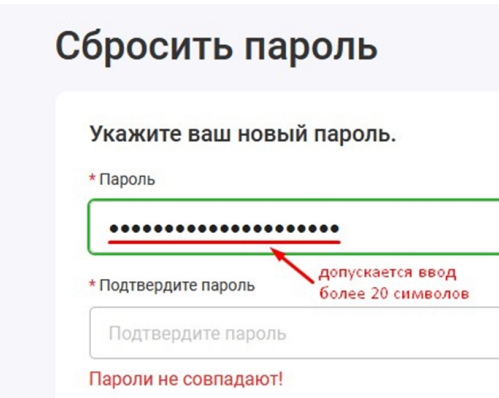 Сбросить пароль
Укажите ваш новый пароль.
* Пароль
•••••••••••••••••••••
допускается ввод
более 20 символов
* Подтвердите пароль
Подтвердите пароль
Пароли не совпадают!